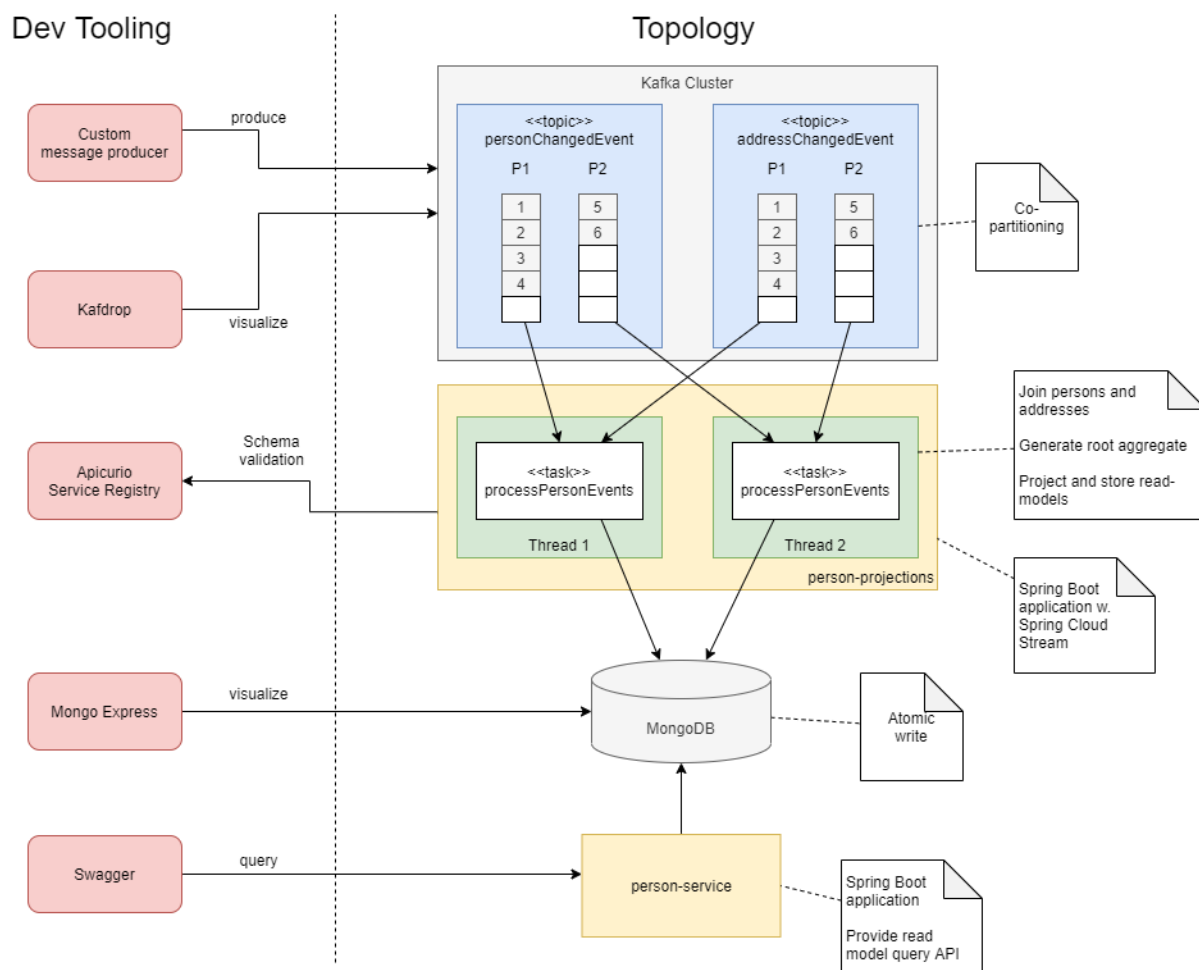 Dev Tooling
Topology
Kafka Cluster
Custom
message producer
produce
<<topic>>
personChangedEvent
P1
P2
1
2
3
4
5
6
<<topic>>
addressChangedEvent
P1
P2
1
2
3
4
5
6
Co-
partitioning
Kafdrop
visualize
Apicurio
Service Registry
Schema
validation
<<task>>
processPersonEvents
Thread 1
<<task>>
processPersonEvents
Thread 2
person-projections
Join persons and
addresses
Generate root aggregate
Project and store read-
models
Spring Boot
application w.
Spring Cloud
Stream
Mongo Express
visualize
MongoDB
Atomic
write
Swagger
query
person-service
Spring Boot
application
Provide read
model query API